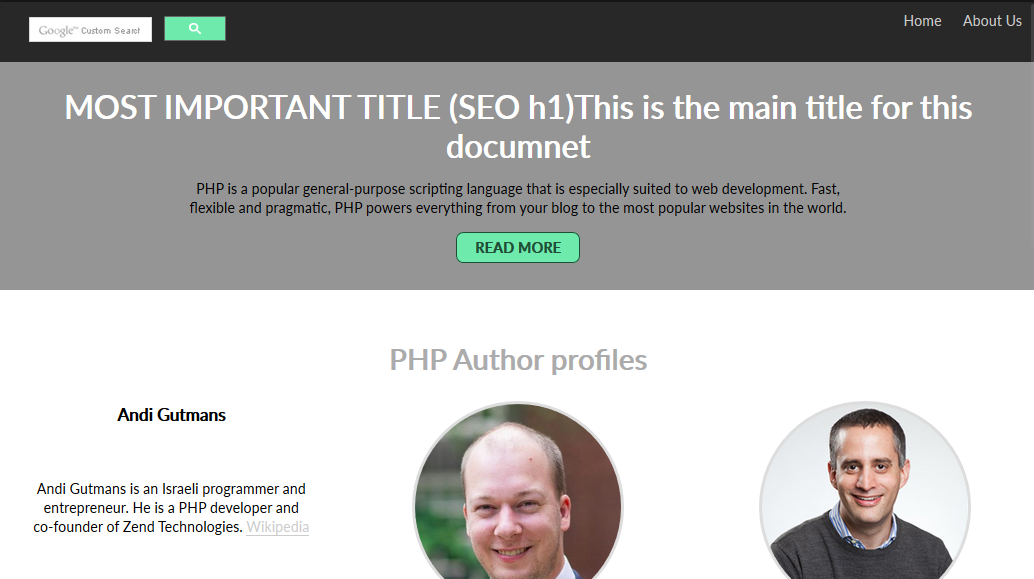 Google™ Custom Search
Home About Us
MOST IMPORTANT TITLE (SEO h1)This is the main title for this
documnet
PHP is a popular general-purpose scripting language that is especially suited to web development. Fast,
flexible and pragmatic, PHP powers everything from your blog to the most popular websites in the world.
READ MORE
PHP Author profiles
Andi Gutmans
Andi Gutmans is an Israeli programmer and
entrepreneur. He is a PHP developer and
co-founder of Zend Technologies. Wikipedia